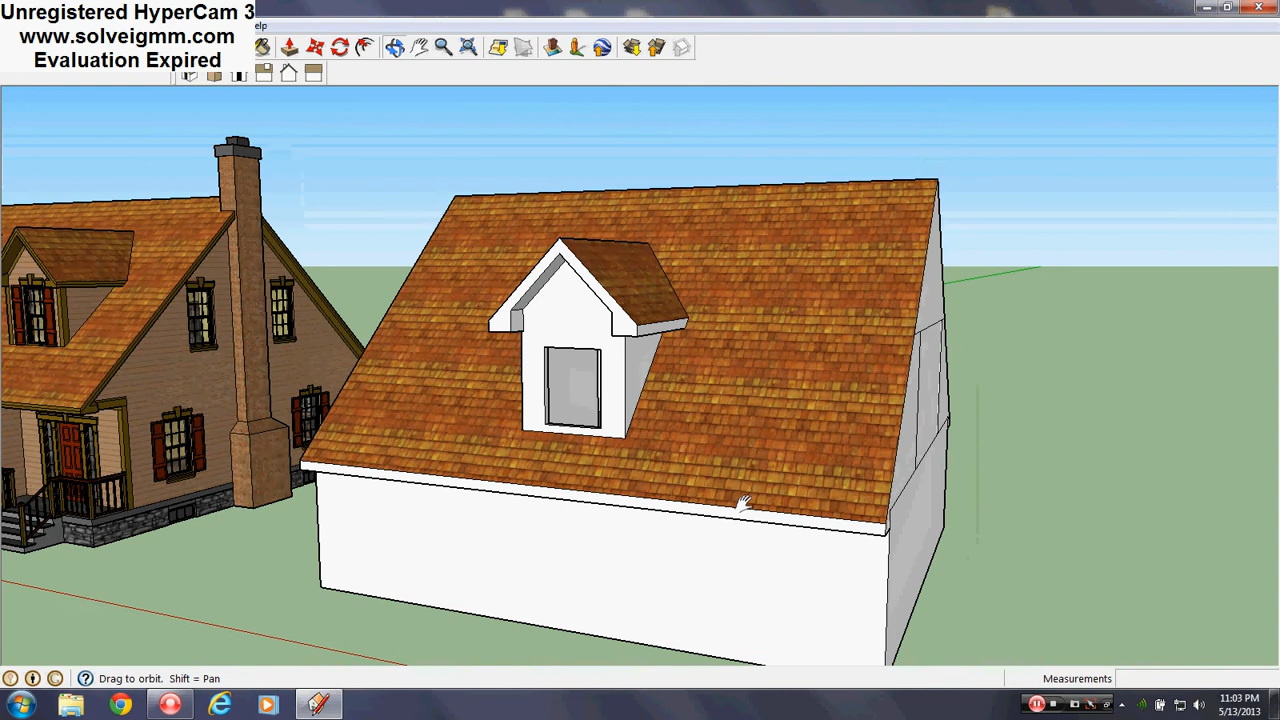 Unregistered HyperCam 3
www.solveigmm.com
Evaluation Expired
elp
Drag to orbit. Shift = Pan
Measurements
11:03 PM
5/13/2013